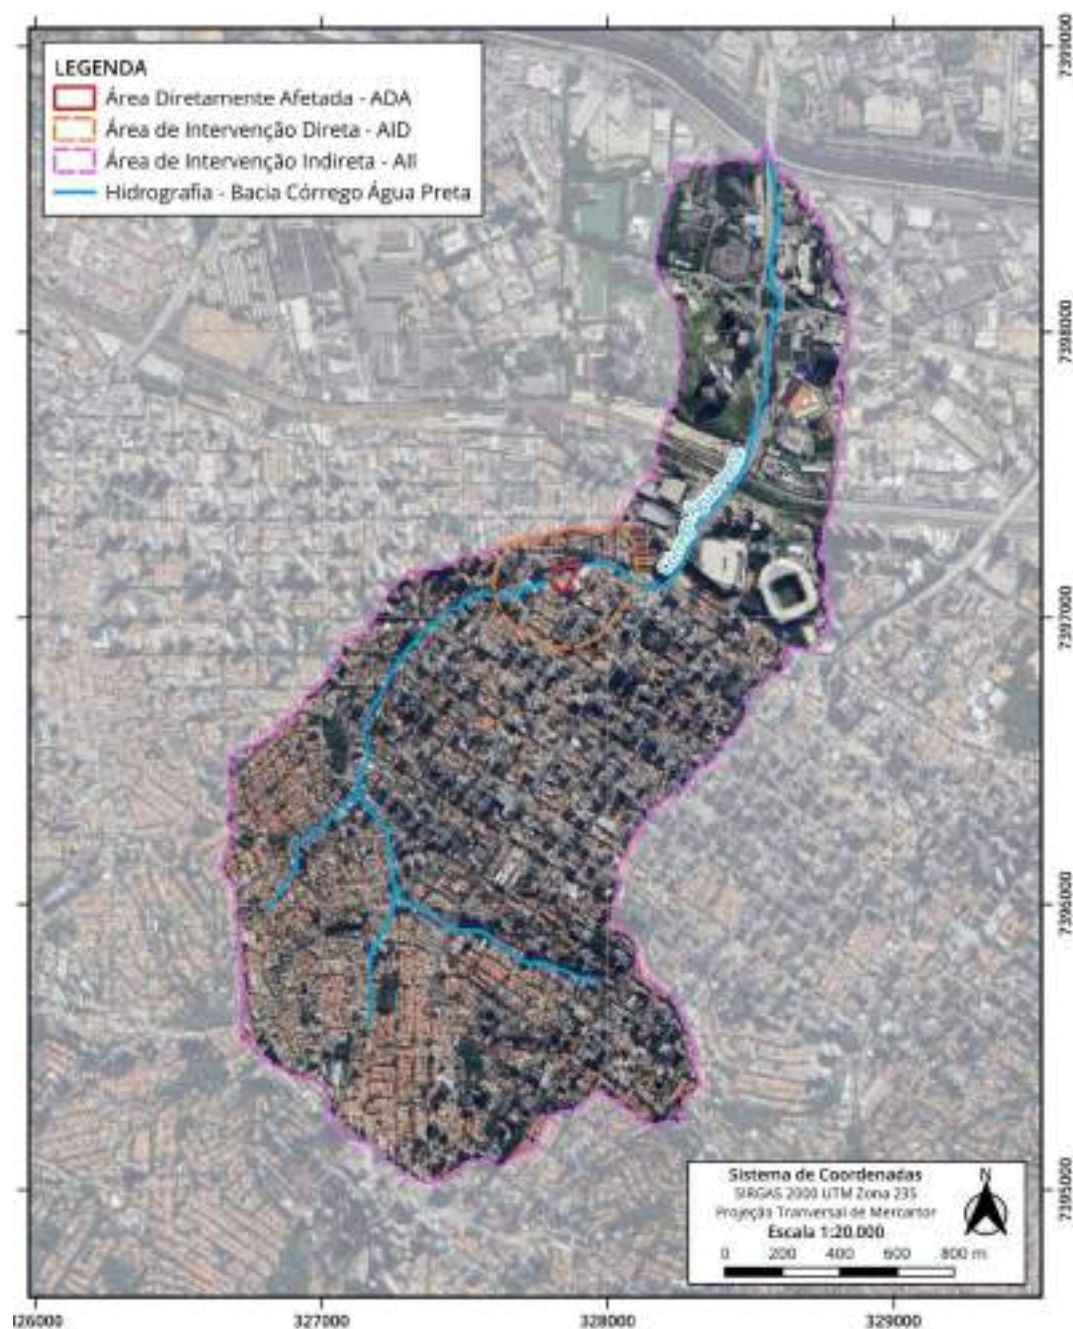 LEGENDA
Área Diretamente Afetada - ADA
Área de Intervenção Direta - AID
Área de Intervenção Indireta - AII
Hidrografia - Bacia Córrego Água Preta
7399000
7398000
7397000
7396000
7395000
Sistema de Coordenadas
SIRGAS 2000 UTM Zona 23S
Projeção Tranversal de Mercartor
Escala 1:20.000
N
0 200 400 600 800 m
326000 327000 328000 329000